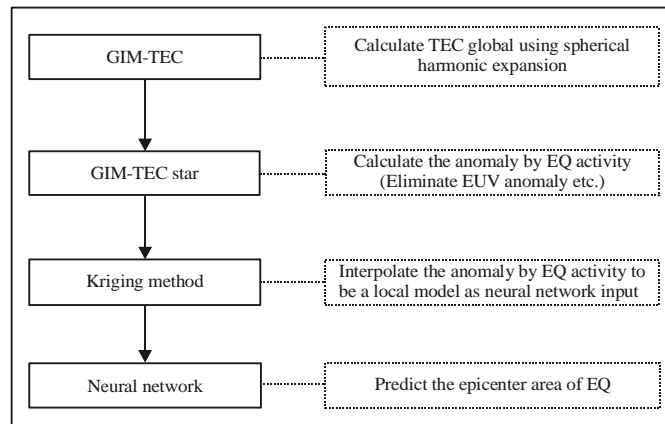 GIM-TEC
Calculate TEC global using spherical
harmonic expansion
GIM-TEC star
Calculate the anomaly by EQ activity
(Eliminate EUV anomaly etc.)
Kriging method
Interpolate the anomaly by EQ activity to
be a local model as neural network input
Neural network
Predict the epicenter area of EQ